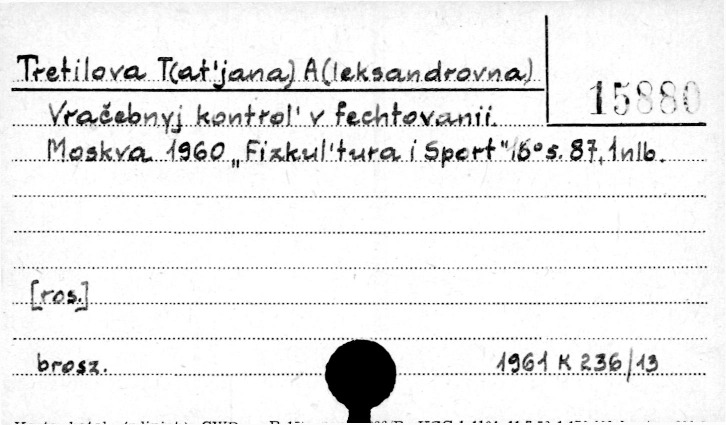 Tretilova T(at'jana) A(leksandrovna)
15880
Vračebnyj kontrol' v fechtovanii.
Moskva 1960 „Fizkul'tura i Sport" 16° s. 87, 1nlb.
[ros.]
brosz.
1961 K 236/13